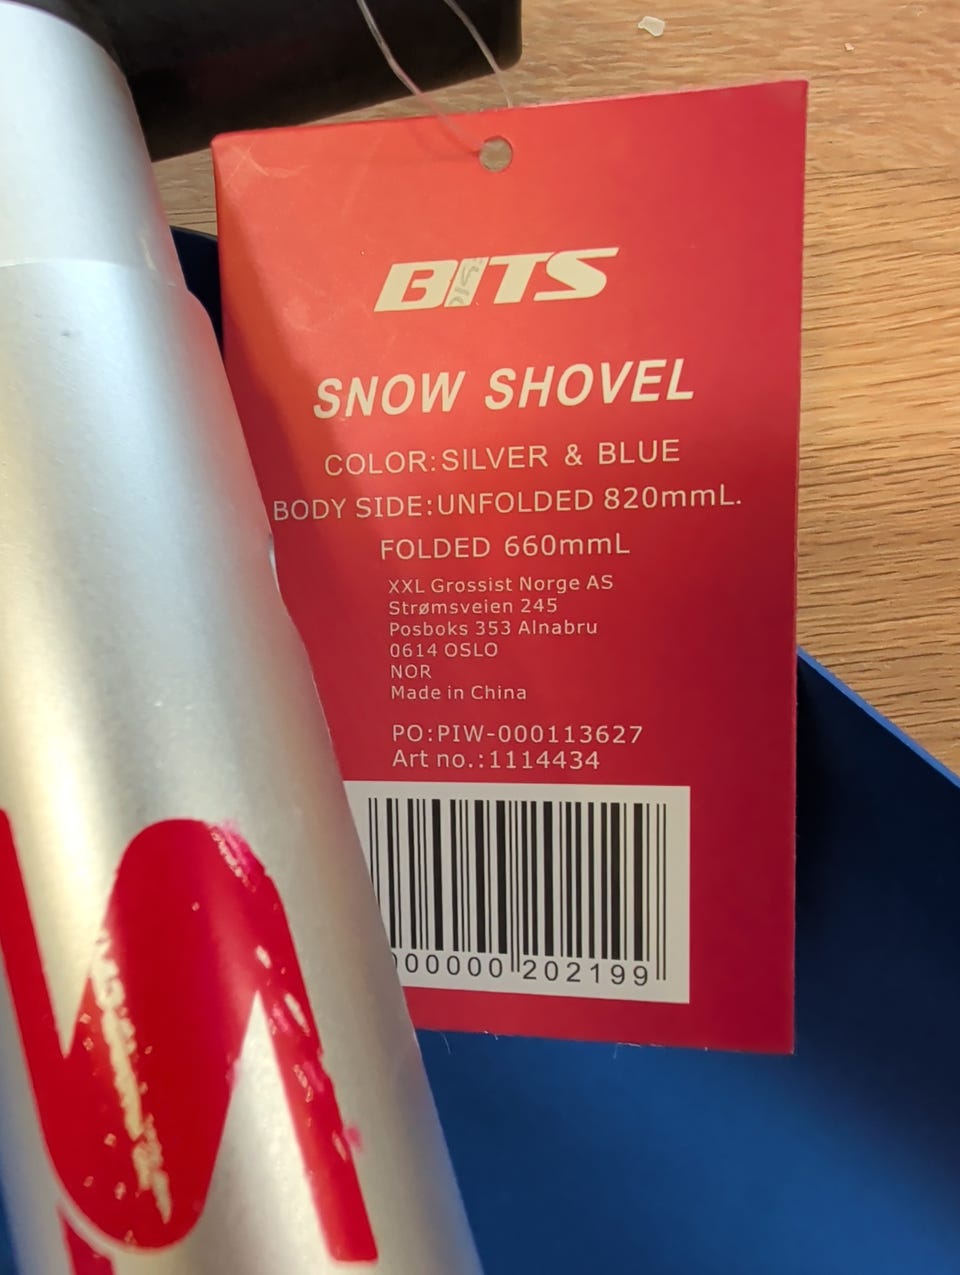 BITS
SNOW SHOVEL
COLOR:SILVER & BLUE
BODY SIDE:UNFOLDED 820mmL.
FOLDED 660mmL
XXL Grossist Norge AS
Strømsveien 245
Posboks 353 Alnabru
0614 OSLO
NOR
Made in China
PO:PIW-000113627
Art no.:1114434
000000 202199